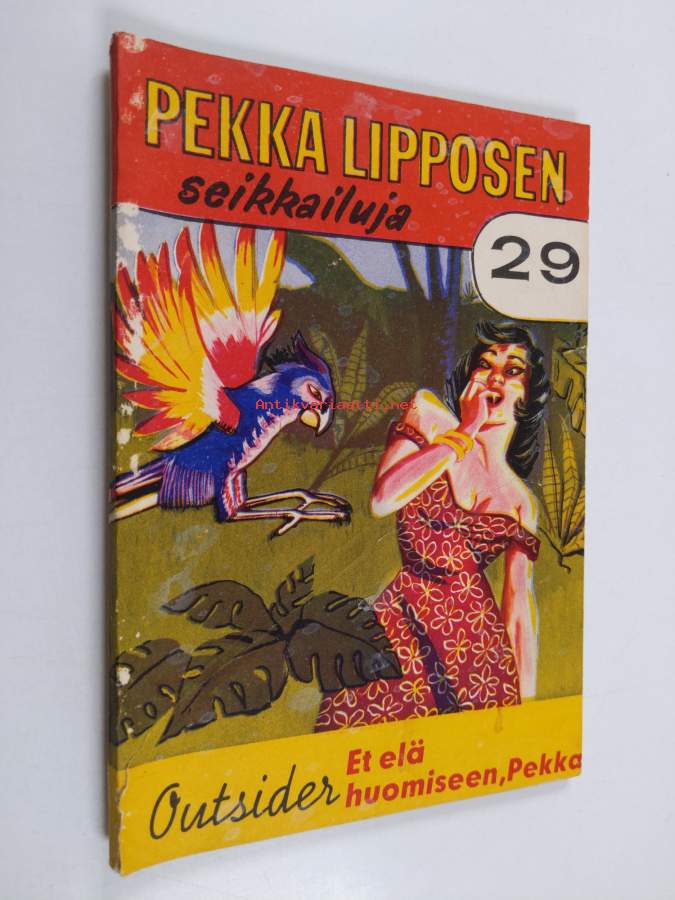 PEKKA LIPPOSEN
seikkailuja
29
Antikvariaatti.net
Outsider
Et elä
huomiseen, Pekka